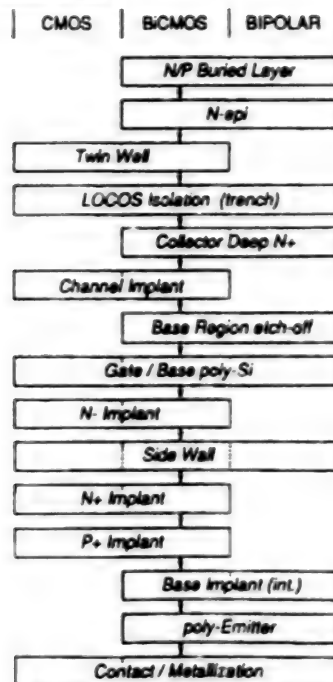 CMOS BiCMOS BIPOLAR
N/P Buried Layer
N-epi
Twin Well
LOCOS Isolation (trench)
Collector Deep N+
Channel Implant
Base Region etch-off
Gate / Base poly-Si
N- Implant
Side Wall
N+ Implant
P+ Implant
Base Implant (int.)
poly-Emitter
Contact / Metallization